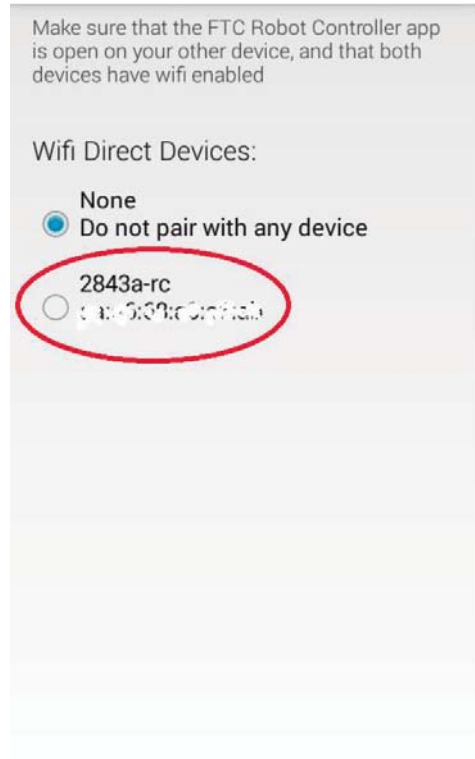 Make sure that the FTC Robot Controller app
is open on your other device, and that both
devices have wifi enabled
Wifi Direct Devices:
None
Do not pair with any device
2843a-rc